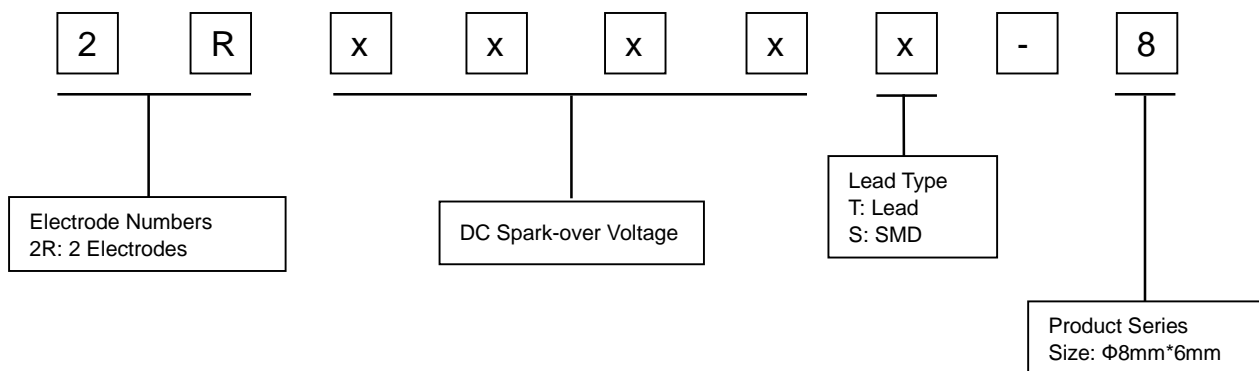 2 R x x x x x - 8
Electrode Numbers
2R: 2 Electrodes
DC Spark-over Voltage
Lead Type
T: Lead
S: SMD
Product Series
Size: Φ8mm*6mm